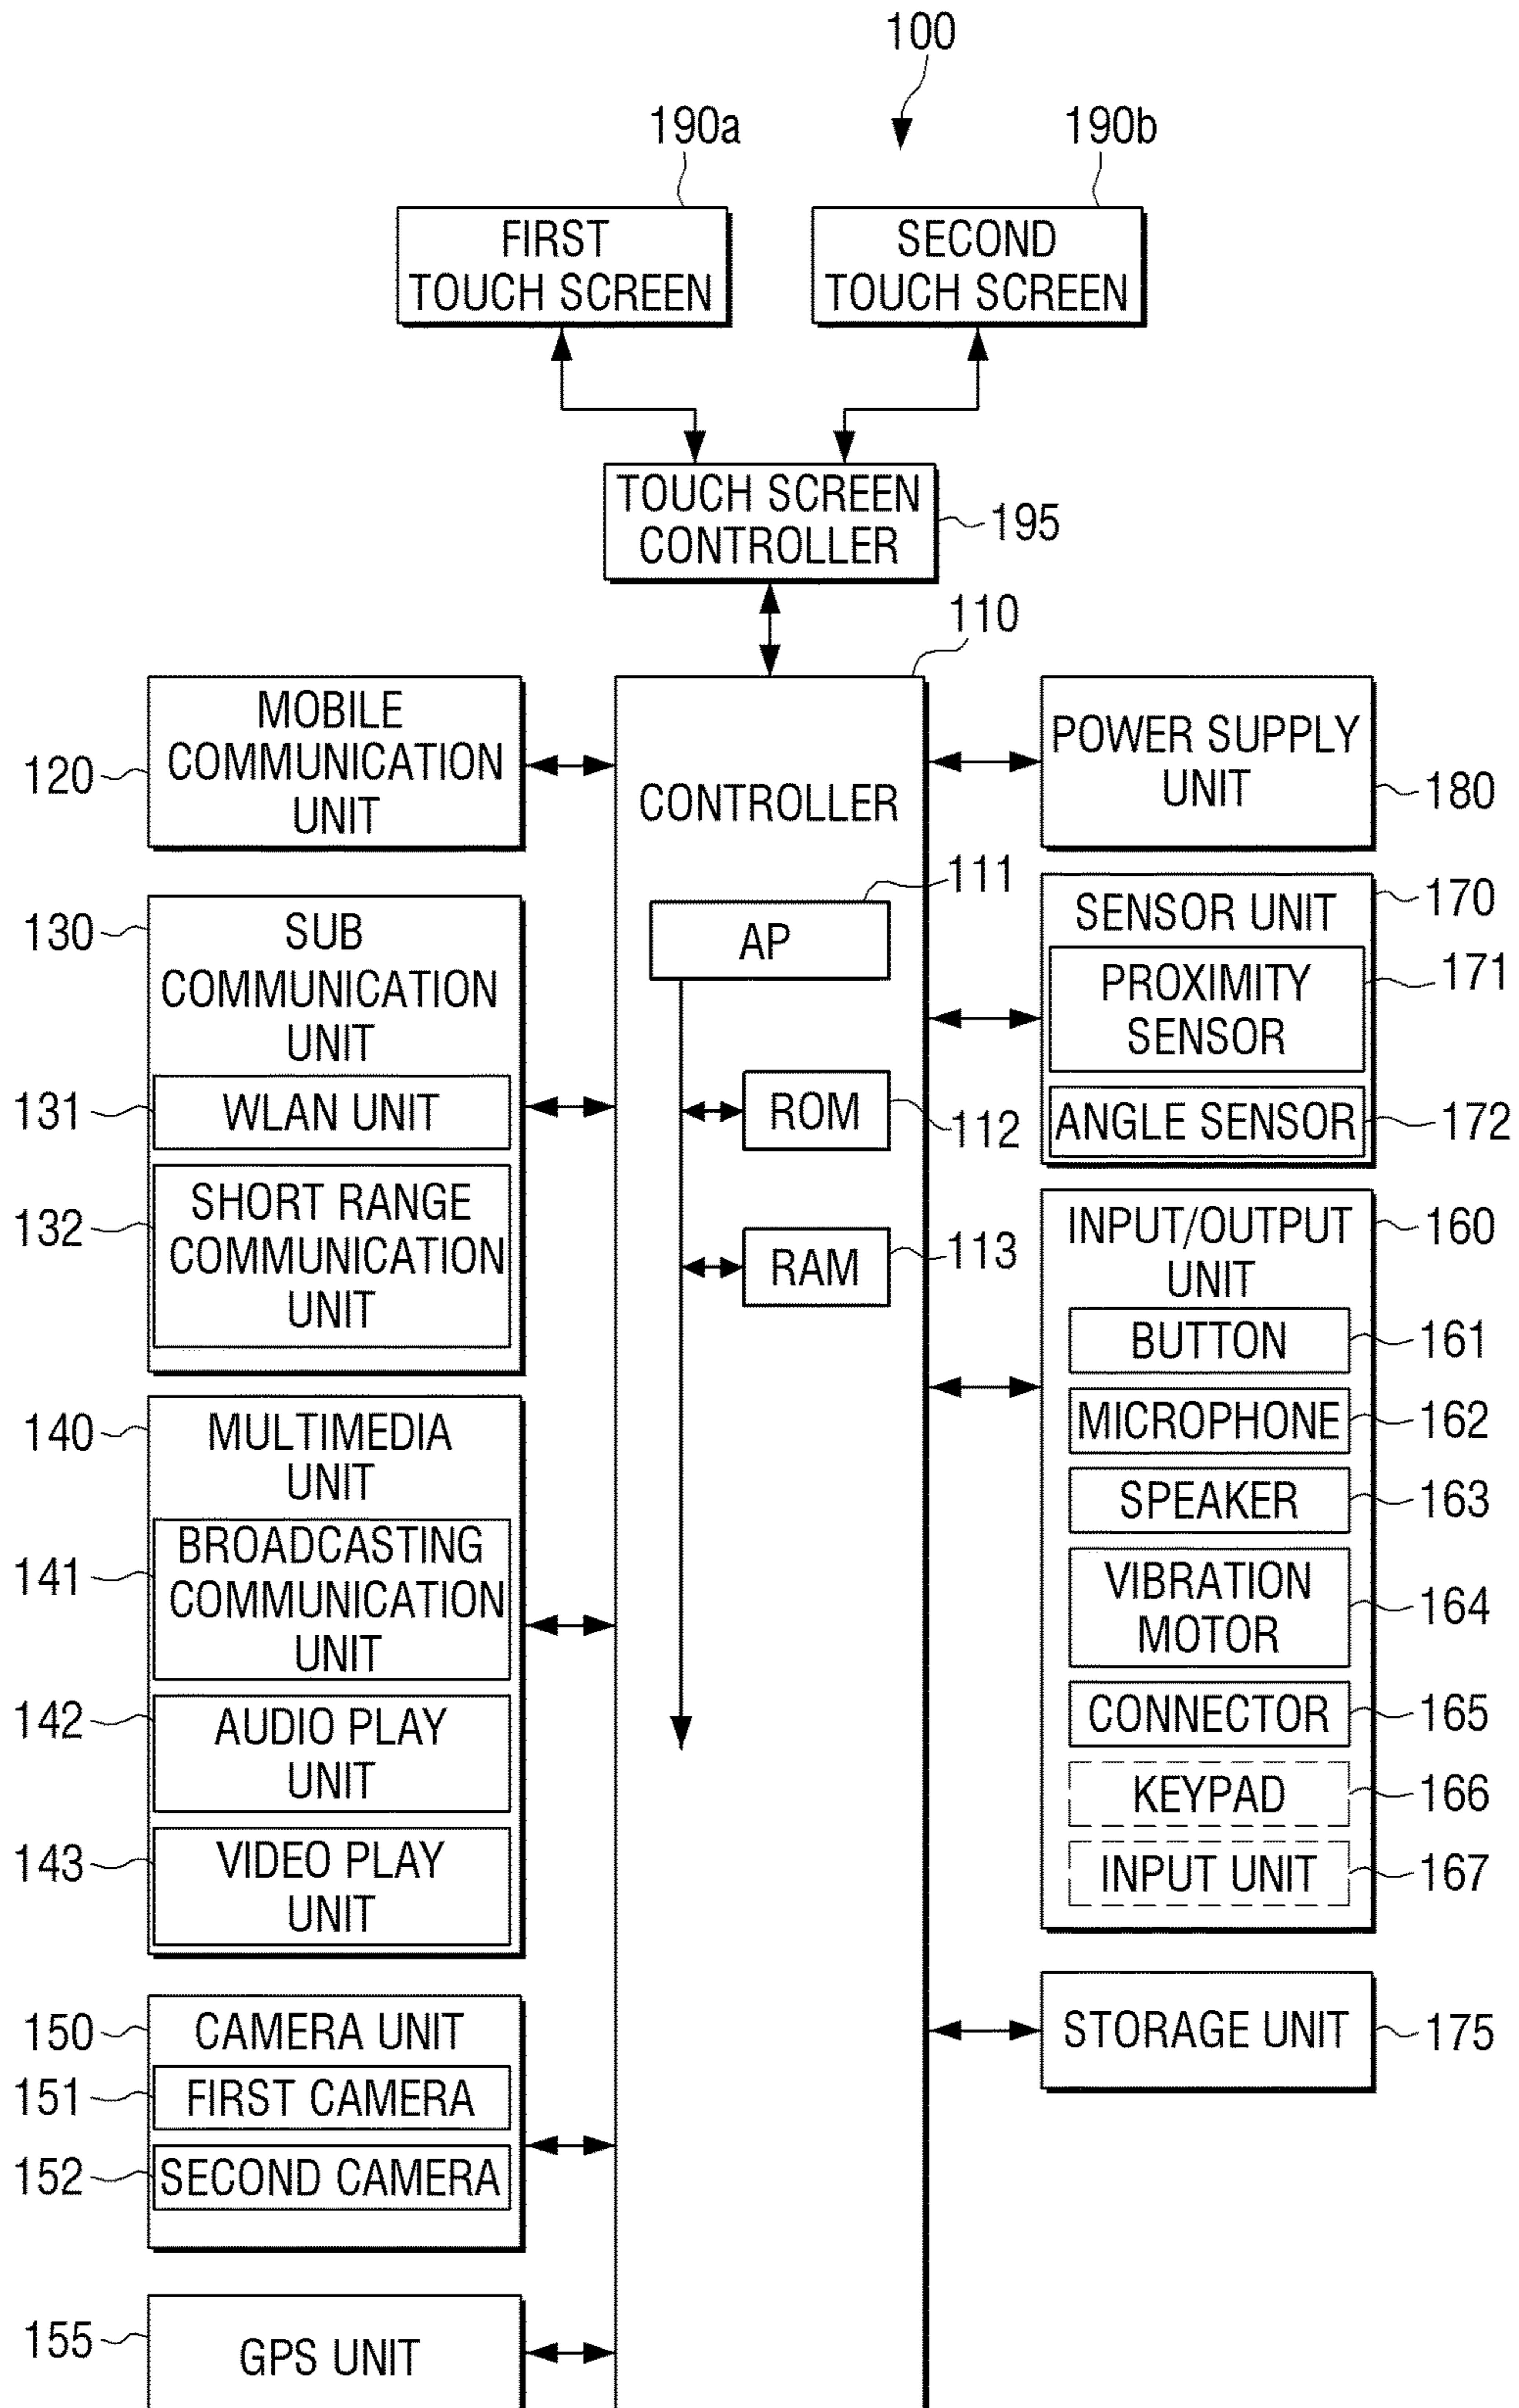 100
190a
190b
FIRST
TOUCH SCREEN
SECOND
TOUCH SCREEN
TOUCH SCREEN
CONTROLLER
195
110
MOBILE
COMMUNICATION
UNIT
120
CONTROLLER
POWER SUPPLY
UNIT
180
111
AP
ROM
112
RAM
113
130
SUB
COMMUNICATION
UNIT
131
WLAN UNIT
132
SHORT RANGE
COMMUNICATION
UNIT
140
MULTIMEDIA
UNIT
141
BROADCASTING
COMMUNICATION
UNIT
142
AUDIO PLAY
UNIT
143
VIDEO PLAY
UNIT
150
CAMERA UNIT
151
FIRST CAMERA
152
SECOND CAMERA
155
GPS UNIT
SENSOR UNIT
170
PROXIMITY
SENSOR
171
ANGLE SENSOR
172
INPUT/OUTPUT
UNIT
160
BUTTON
161
MICROPHONE
162
SPEAKER
163
VIBRATION
MOTOR
164
CONNECTOR
165
KEYPAD
166
INPUT UNIT
167
STORAGE UNIT
175